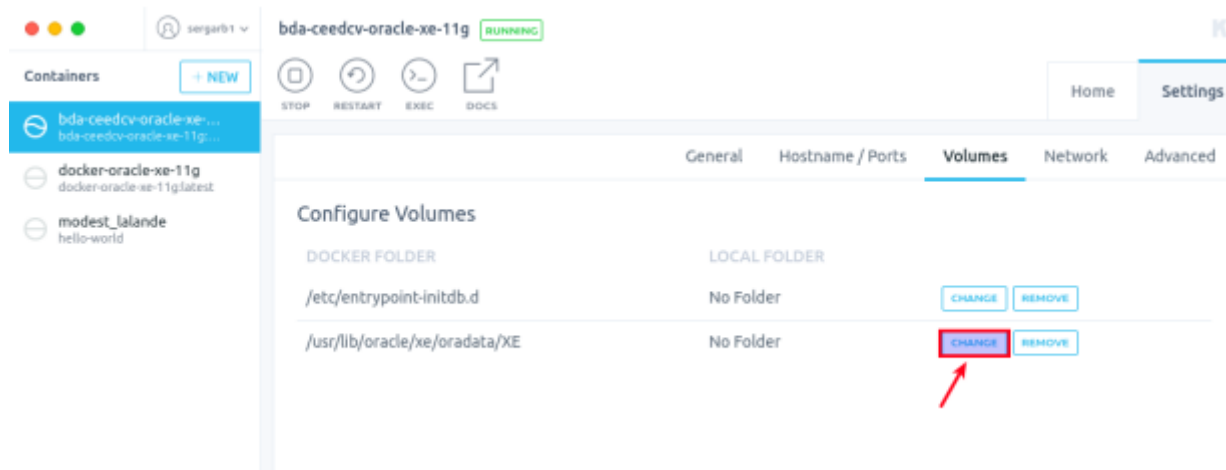 sergarb1
bda-ceedcv-oracle-xe-11g RUNNING
Containers
+ NEW
STOP RESTART EXEC DOCS
Home Settings
bda-ceedcv-oracle-xe-...
bda-ceedcv-oracle-xe-11g:...
docker-oracle-xe-11g
docker-oracle-xe-11g:latest
modest_lalande
hello-world
General Hostname / Ports Volumes Network Advanced
Configure Volumes
DOCKER FOLDER LOCAL FOLDER
/etc/entrypoint-initdb.d No Folder CHANGE REMOVE
/usr/lib/oracle/xe/oradata/XE No Folder CHANGE REMOVE